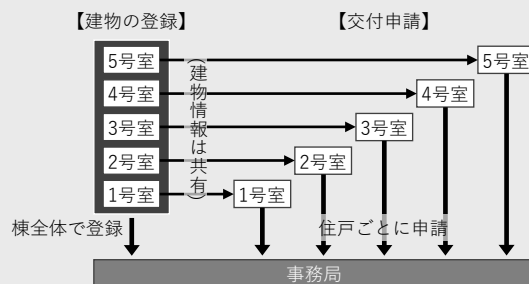 【建物の登録】
【交付申請】
5号室
4号室
3号室
2号室
1号室
（建物情報は共有）
5号室
4号室
3号室
2号室
1号室
棟全体で登録
住戸ごとに申請
事務局